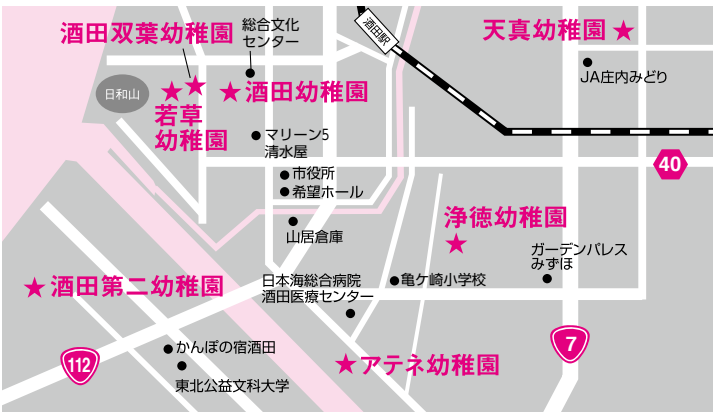 酒田双葉幼稚園
総合文化
センター
酒田駅
天真幼稚園
JA庄内みどり
日和山
酒田幼稚園
若草
幼稚園
マリーン5
清水屋
市役所
希望ホール
40
浄徳幼稚園
山居倉庫
ガーデンパレス
みずほ
酒田第二幼稚園
日本海総合病院
酒田医療センター
亀ケ崎小学校
かんぽの宿酒田
東北公益文科大学
アテネ幼稚園
112
7